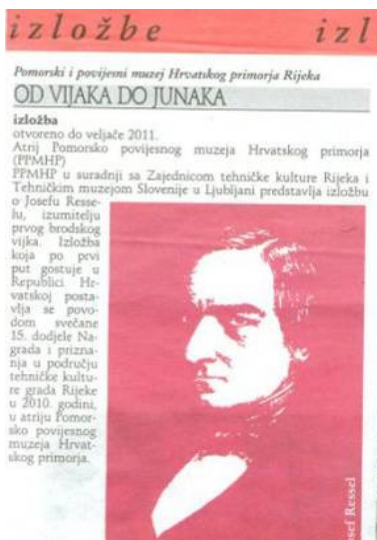 izložbe izl
Pomorski i povijesni muzej Hrvatskog primorja Rijeka
OD VIJAKA DO JUNAKA
izložba
otvoreno do veljače 2011.
Atrij Pomorsko povijesnog muzeja Hrvatskog primorja
(PPMHP)
PPMHP u suradnji sa Zajednicom tehničke kulture Rijeka i
Tehničkim muzejom Slovenije u Ljubljani predstavlja izložbu
o Josefu Resse-
lu, izumitelju
prvog brodskog
vijka. Izložba
koja po prvi
put gostuje u
Republici Hr-
vatskoj posta-
vlja se povo-
dom svečane
15. dodjele Na-
grada i prizna-
nja u području
tehničke kultu-
re grada Rijeke
u 2010. godini,
u atriju Pomor-
sko povijesnog
muzeja Hrvat-
skog primorja.
osef Ressel